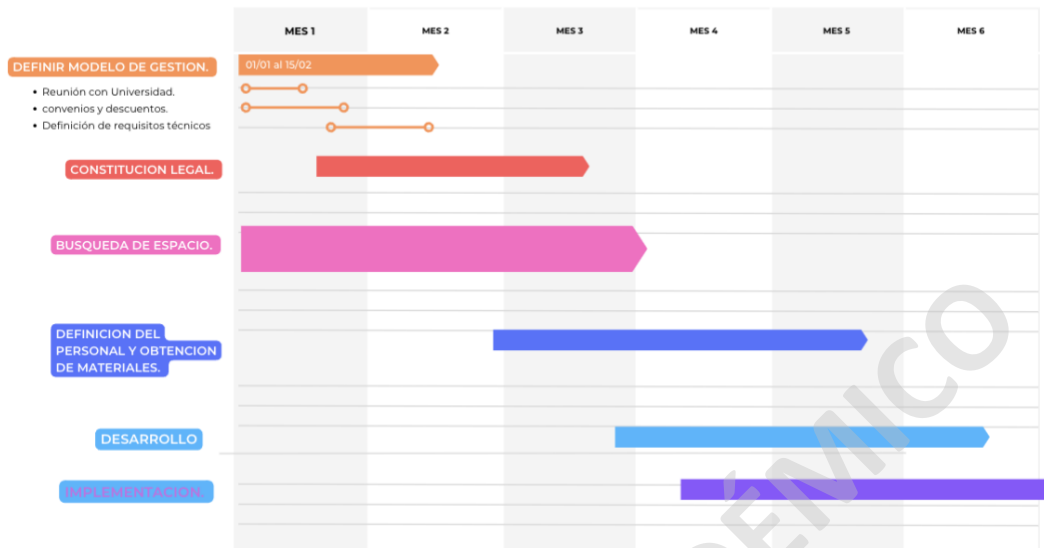 MES 1 MES 2 MES 3 MES 4 MES 5 MES 6
DEFINIR MODELO DE GESTION.
01/01 al 15/02
• Reunión con Universidad.
• convenios y descuentos.
• Definición de requisitos técnicos
CONSTITUCION LEGAL.
BUSQUEDA DE ESPACIO.
DEFINICION DEL
PERSONAL Y OBTENCION
DE MATERIALES.
DESARROLLO
IMPLEMENTACION.
ÉMICO